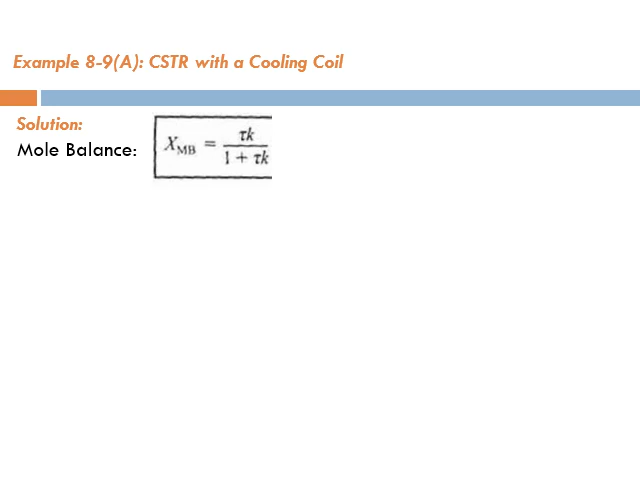 Example 8-9(A): CSTR with a Cooling Coil
Solution:
Mole Balance: X_MB = τk / (1 + τk)